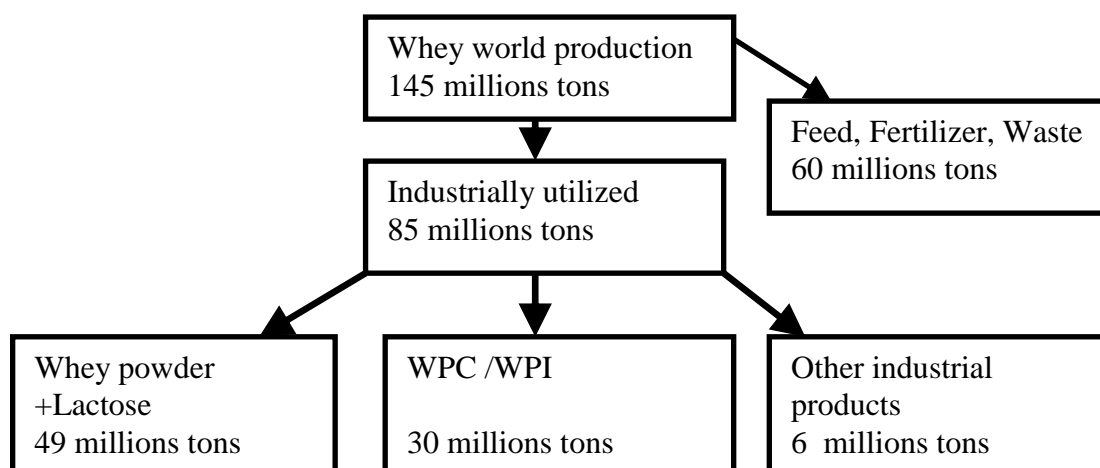 Whey world production
145 millions tons
Feed, Fertilizer, Waste
60 millions tons
Industrially utilized
85 millions tons
Whey powder
+Lactose
49 millions tons
WPC /WPI
30 millions tons
Other industrial
products
6  millions tons